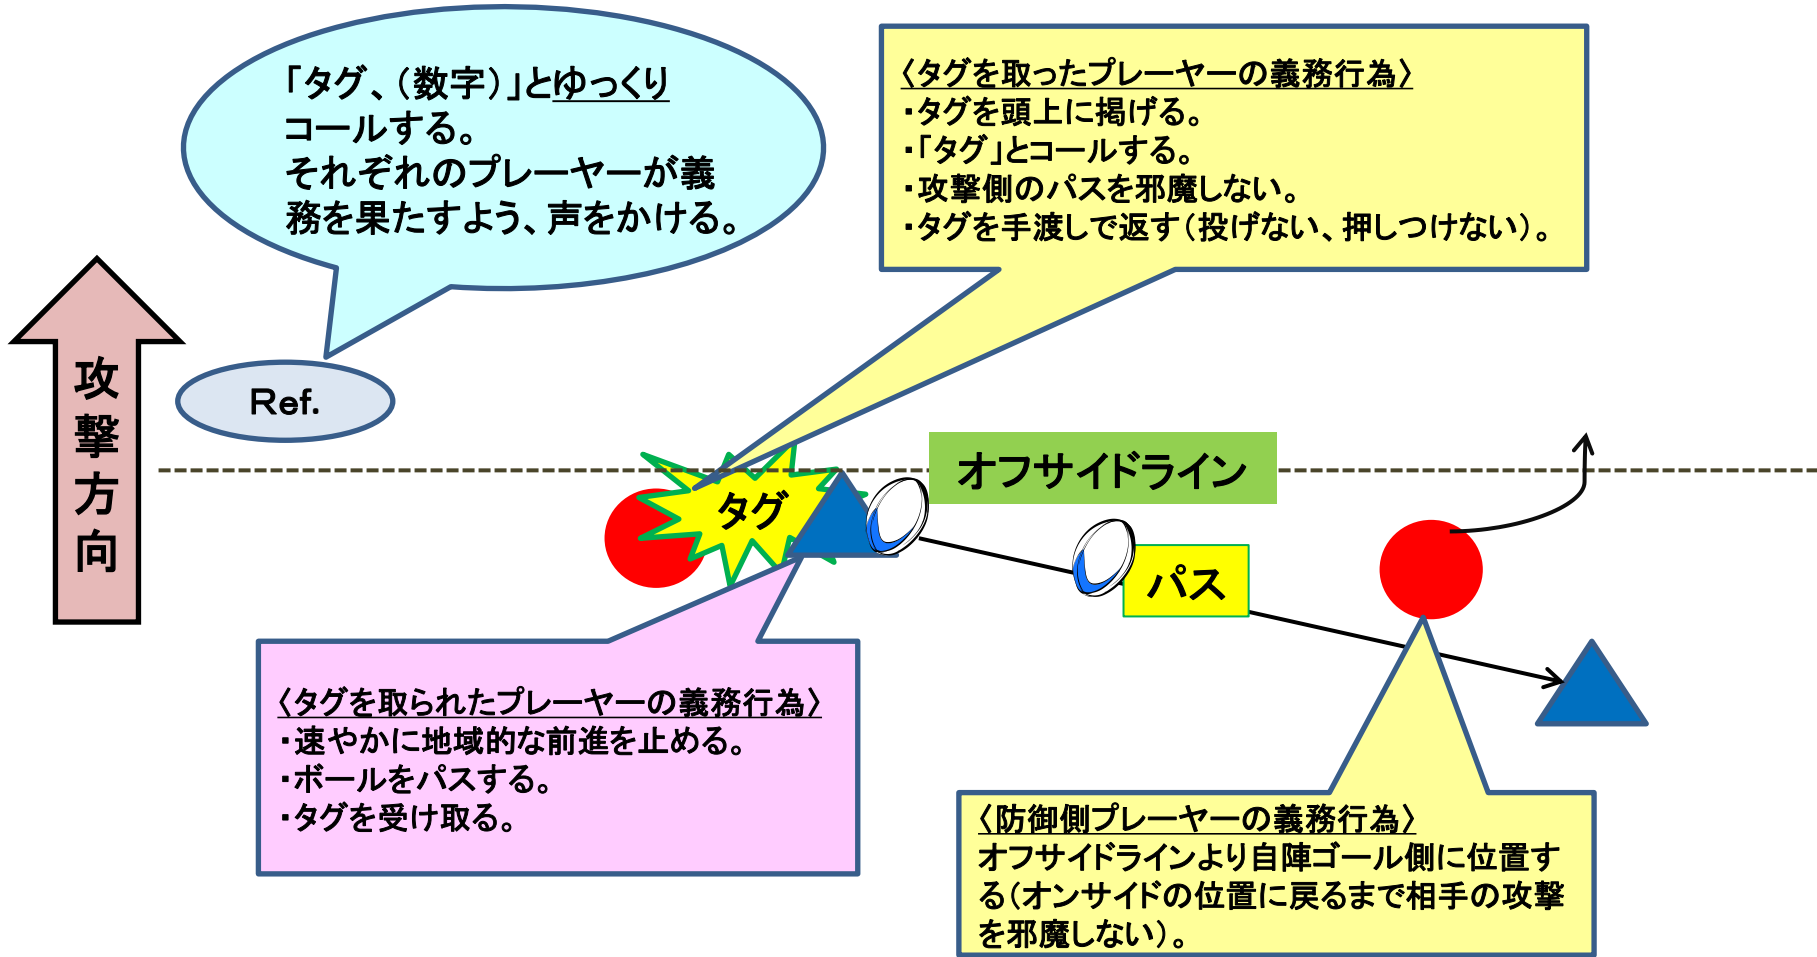 「タグ、(数字)」とゆっくり
コールする。
それぞれのプレーヤーが義
務を果たすよう、声をかける。
〈タグを取ったプレーヤーの義務行為〉
・タグを頭上に掲げる。
・「タグ」とコールする。
・攻撃側のパスを邪魔しない。
・タグを手渡しで返す(投げない、押しつけない)。
攻撃方向
Ref.
オフサイドライン
タグ
パス
〈タグを取られたプレーヤーの義務行為〉
・速やかに地域的な前進を止める。
・ボールをパスする。
・タグを受け取る。
〈防御側プレーヤーの義務行為〉
オフサイドラインより自陣ゴール側に位置す
る(オンサイドの位置に戻るまで相手の攻撃
を邪魔しない)。